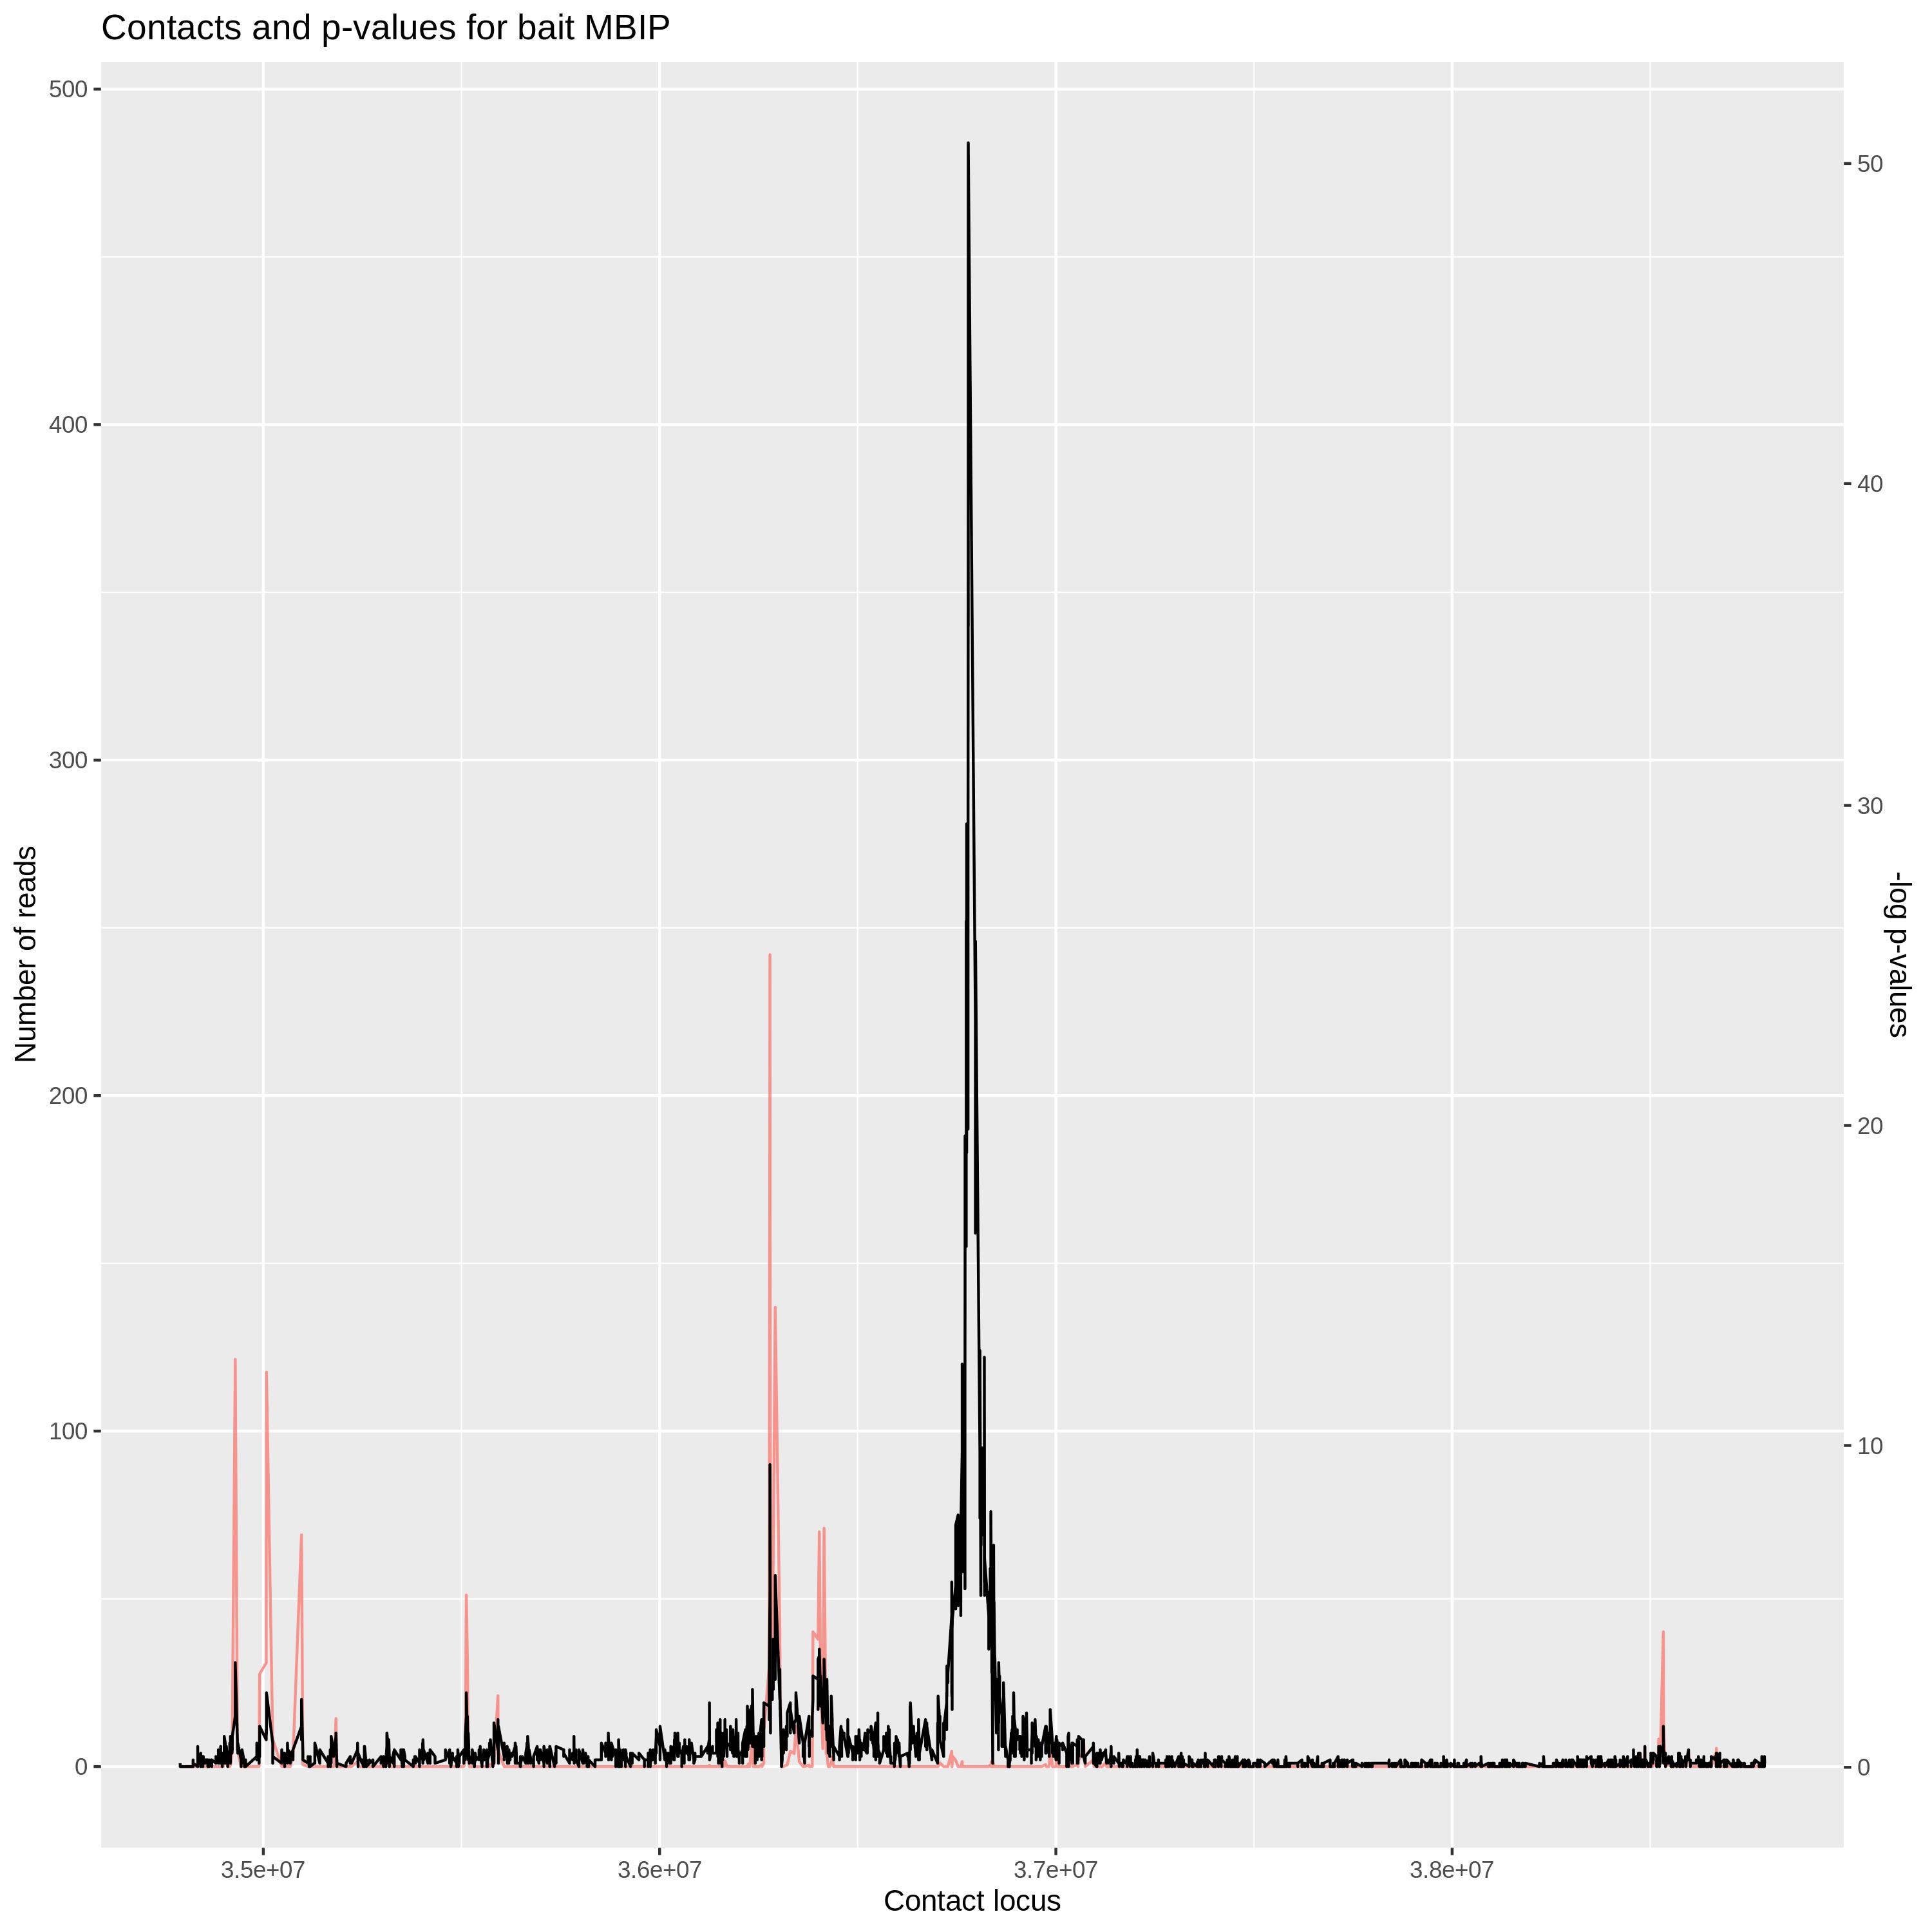 Contacts and p-values for bait MBIP
500
400
300
200
100
0
Number of reads
50
40
30
20
10
0
-log p-values
3.5e+07
3.6e+07
3.7e+07
3.8e+07
Contact locus